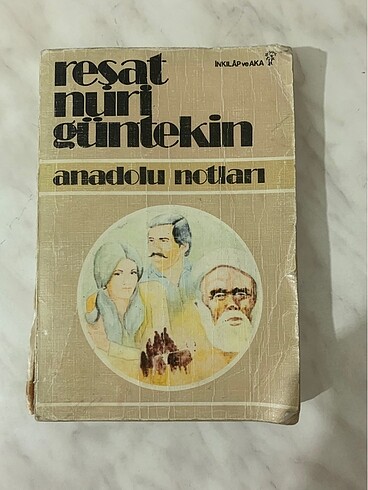 reşat
nuri
güntekin
İNKILÂP ve AKA
anadolu notları